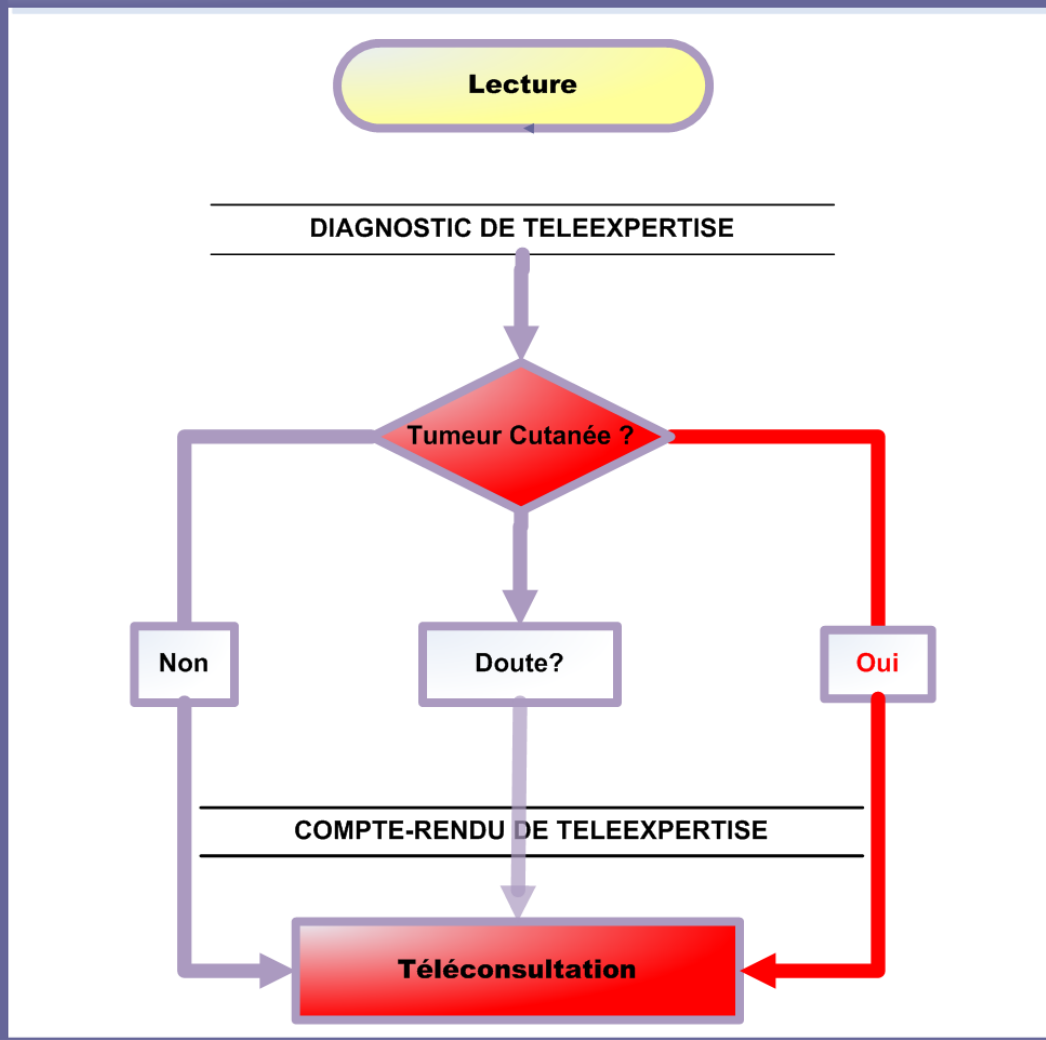 Lecture
DIAGNOSTIC DE TELEEXPERTISE
Tumeur Cutanée ?
Non
Doute?
Oui
COMPTE-RENDU DE TELEEXPERTISE
Téléconsultation